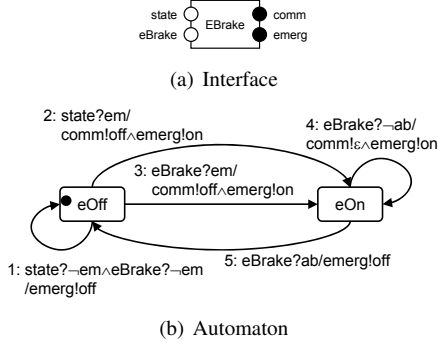 state
EBrake
comm
eBrake
emerg
(a) Interface
2: state?em/
comm!off∧emerg!on
4: eBrake?¬ab/
comm!ε∧emerg!on
3: eBrake?em/
comm!off∧emerg!on
eOff
eOn
1: state?¬em∧eBrake?¬em
/emerg!off
5: eBrake?ab/emerg!off
(b) Automaton